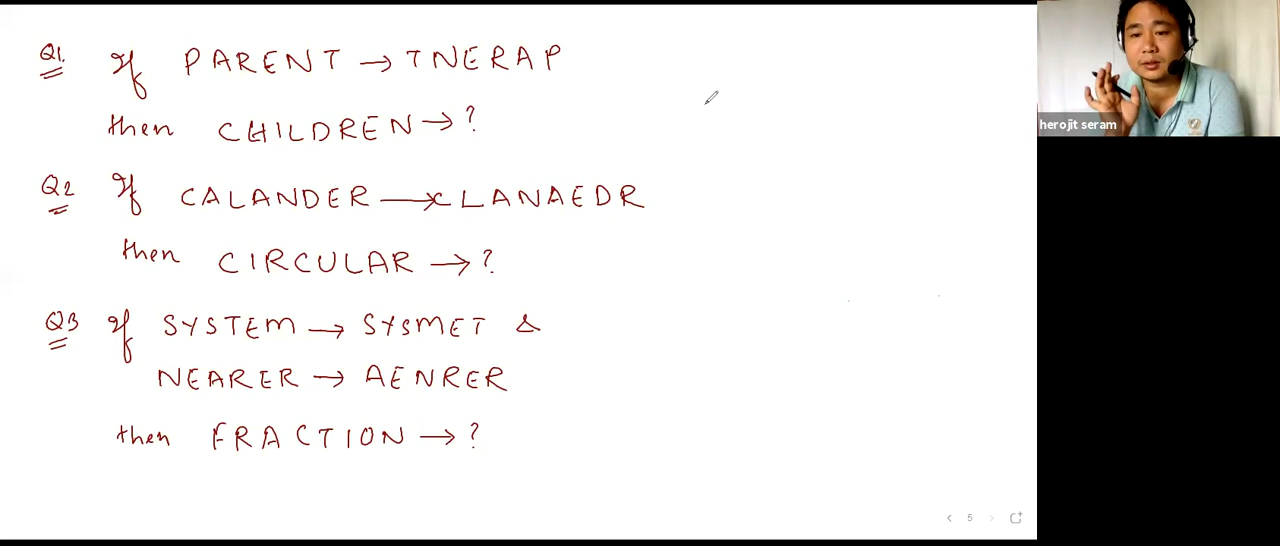 Q1. If PARENT → TNERAP
then CHILDREN → ?
Q2 If CALANDER → CLANAEDR
then CIRCULAR → ?
Q3 If SYSTEM → SYSMET &
NEARER → AENRER
then FRACTION → ?
herojit seram
< 5 >